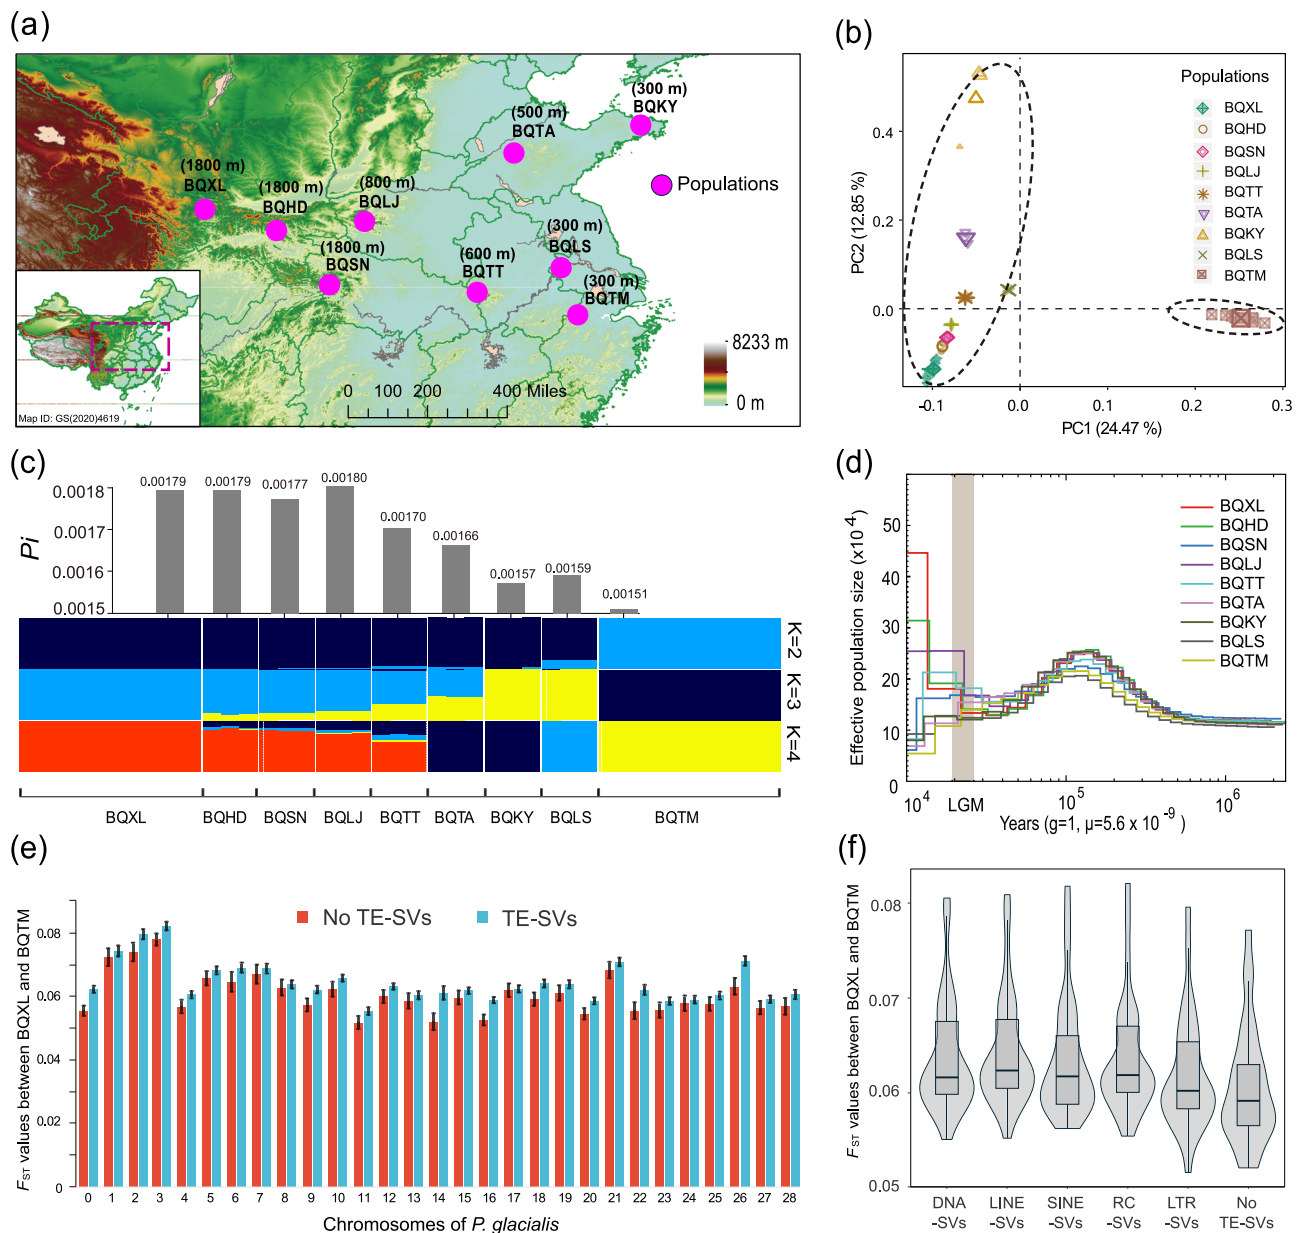 (a)
(300 m)
BQKY
(500 m)
BQTA
(1800 m)
BQXL
(1800 m)
BQHD
(800 m)
BQLJ
Populations
(1800 m)
BQSN
(300 m)
BQLS
(600 m)
BQTT
(300 m)
BQTM
8233 m
0 m
0 100 200 400 Miles
Map ID: GS(2020)4619
(b)
Populations
BQXL
BQHD
BQSN
BQLJ
BQTT
BQTA
BQKY
BQLS
BQTM
PC2 (12.85 %)
0.4
0.2
0.0
-0.1 0.0 0.1 0.2 0.3
PC1 (24.47 %)
(c)
Pi
0.0018
0.0017
0.0016
0.0015
0.00179 0.00179 0.00177 0.00180 0.00170 0.00166 0.00157 0.00159 0.00151
K=2
K=3
K=4
BQXL BQHD BQSN BQLJ BQTT BQTA BQKY BQLS BQTM
(d)
Effective population size (x10⁻⁴)
50
40
30
20
10
0
BQXL
BQHD
BQSN
BQLJ
BQTT
BQTA
BQKY
BQLS
BQTM
10⁴ LGM 10⁵ 10⁶
Years (g=1, μ=5.6 x 10⁻⁹ )
(e)
FST values between BQXL and BQTM
No TE-SVs TE-SVs
0.08
0.06
0.04
0.02
0
0 1 2 3 4 5 6 7 8 9 10 11 12 13 14 15 16 17 18 19 20 21 22 23 24 25 26 27 28
Chromosomes of P. glacialis
(f)
FST values between BQXL and BQTM
0.08
0.07
0.06
0.05
DNA
-SVs
LINE
-SVs
SINE
-SVs
RC
-SVs
LTR
-SVs
No
TE-SVs